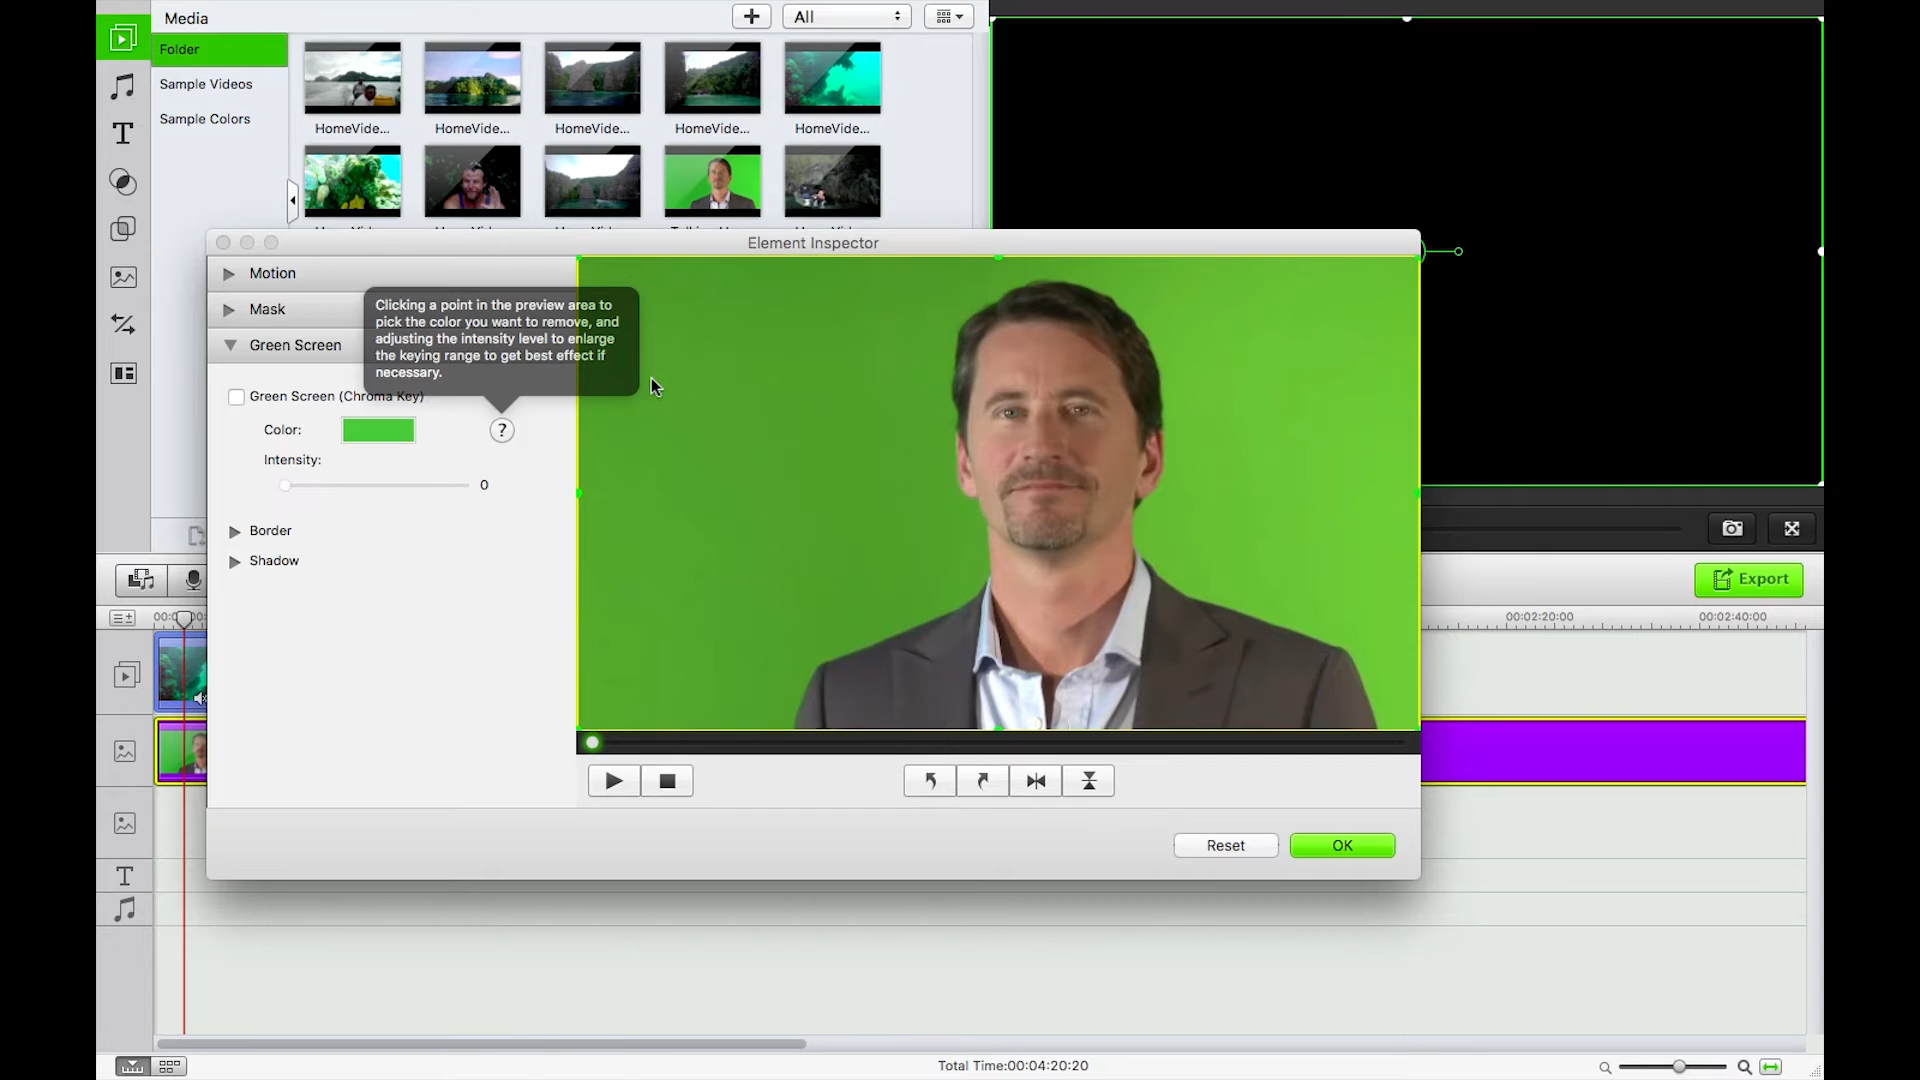 Media
All
Folder
Sample Videos
Sample Colors
HomeVide...
HomeVide...
HomeVide...
HomeVide...
HomeVide...
Element Inspector
Motion
Mask
Green Screen
Clicking a point in the preview area to
pick the color you want to remove, and
adjusting the intensity level to enlarge
the keying range to get best effect if
necessary.
Green Screen (Chroma Key)
Color:
?
Intensity:
0
Border
Shadow
Export
00:02:20:00
00:02:40:00
Reset
OK
Total Time:00:04:20:20